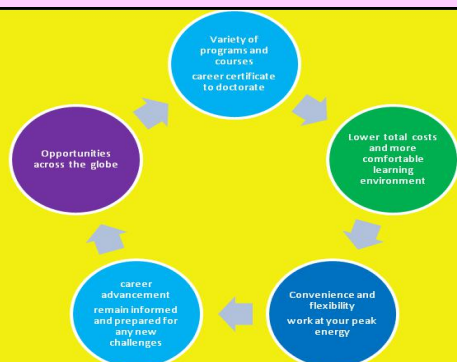 Variety of
programs and
courses
career certificate
to doctorate
Lower total costs
and more
comfortable
learning
environment
Convenience and
flexibility
work at your peak
energy
career
advancement
remain informed
and prepared for
any new
challenges
Opportunities
across the globe